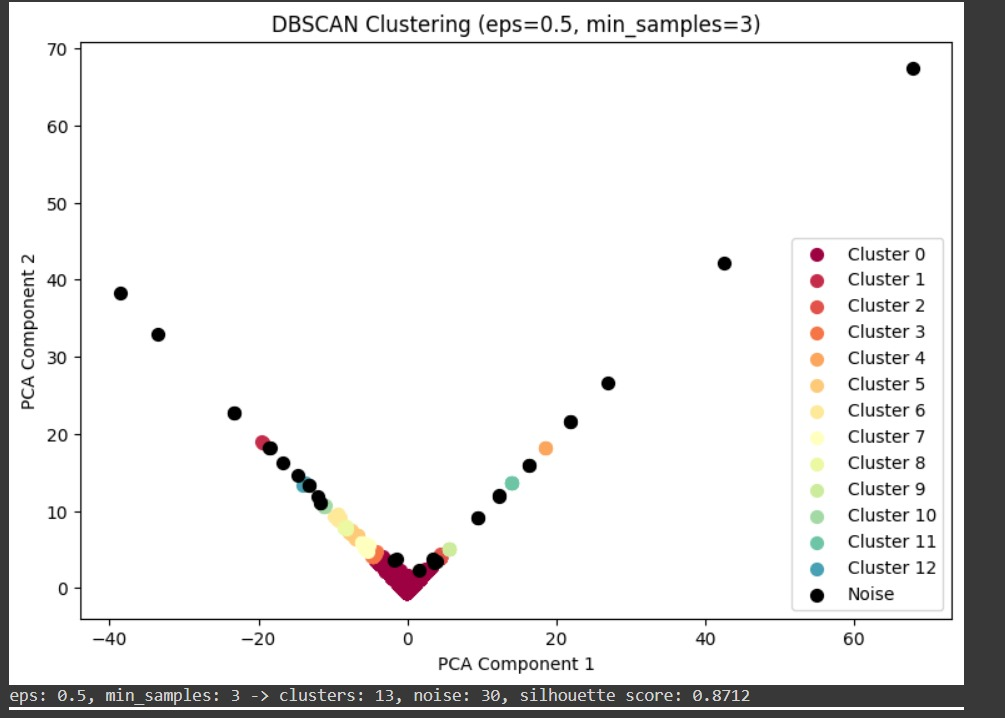 DBSCAN Clustering (eps=0.5, min_samples=3)
70
60
50
40
30
20
10
0
PCA Component 2
−40
−20
0
20
40
60
PCA Component 1
Cluster 0
Cluster 1
Cluster 2
Cluster 3
Cluster 4
Cluster 5
Cluster 6
Cluster 7
Cluster 8
Cluster 9
Cluster 10
Cluster 11
Cluster 12
Noise
eps: 0.5, min_samples: 3 -> clusters: 13, noise: 30, silhouette score: 0.8712